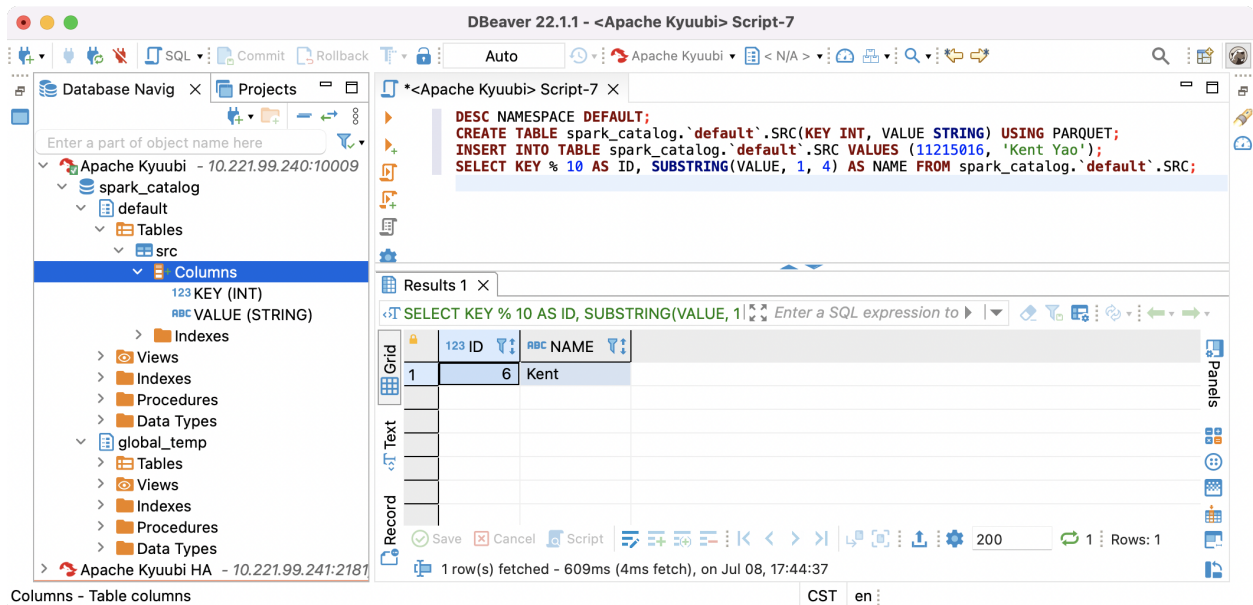 DBeaver 22.1.1 - <Apache Kyuubi> Script-7
SQL
Commit
Rollback
Auto
Apache Kyuubi
< N/A >
Database Navig
Projects
*<Apache Kyuubi> Script-7
Enter a part of object name here
Apache Kyuubi - 10.221.99.240:10009
spark_catalog
default
Tables
src
Columns
123 KEY (INT)
ABC VALUE (STRING)
Indexes
Views
Indexes
Procedures
Data Types
global_temp
Tables
Views
Indexes
Procedures
Data Types
Apache Kyuubi HA - 10.221.99.241:2181
DESC NAMESPACE DEFAULT;
CREATE TABLE spark_catalog.`default`.SRC(KEY INT, VALUE STRING) USING PARQUET;
INSERT INTO TABLE spark_catalog.`default`.SRC VALUES (11215016, 'Kent Yao');
SELECT KEY % 10 AS ID, SUBSTRING(VALUE, 1, 4) AS NAME FROM spark_catalog.`default`.SRC;
Results 1
SELECT KEY % 10 AS ID, SUBSTRING(VALUE, 1
Enter a SQL expression to
Grid
Text
Record
123 ID
ABC NAME
1
6
Kent
Panels
Save
Cancel
Script
200
1
Rows: 1
1 row(s) fetched - 609ms (4ms fetch), on Jul 08, 17:44:37
Columns - Table columns
CST
en